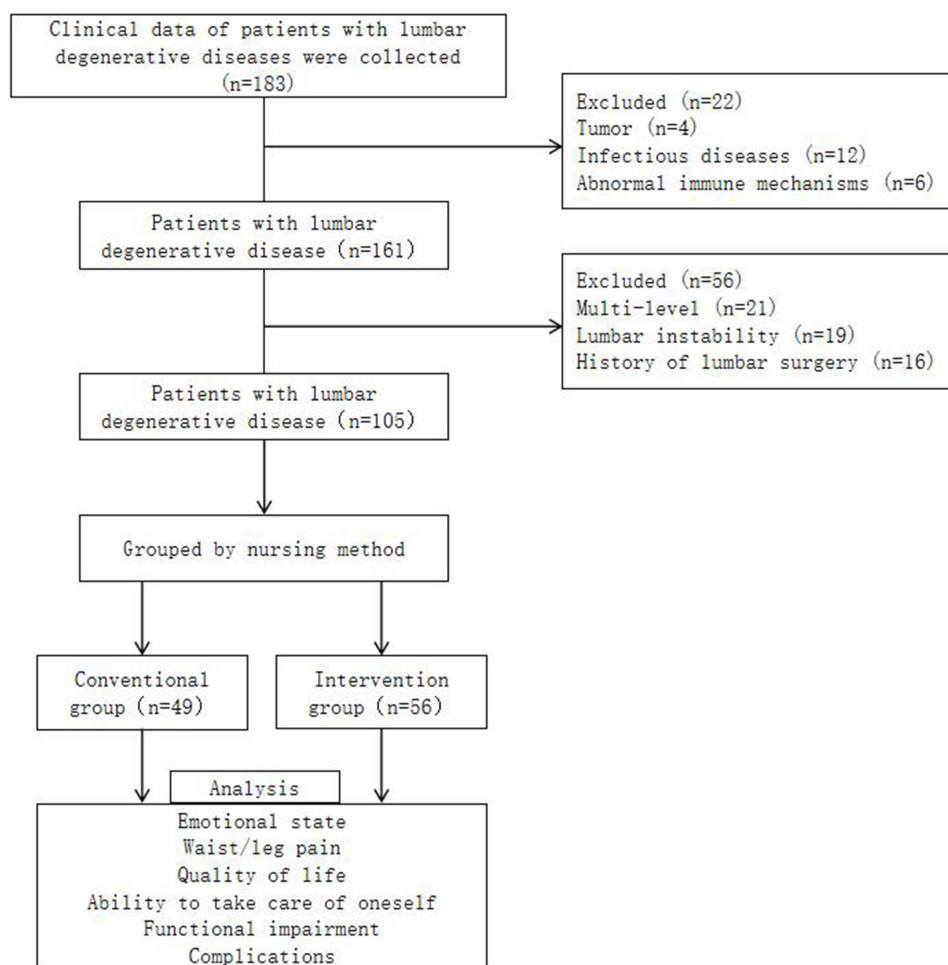 Clinical data of patients with lumbar
degenerative diseases were collected
(n=183)
Excluded (n=22)
Tumor (n=4)
Infectious diseases (n=12)
Abnormal immune mechanisms (n=6)
Patients with lumbar
degenerative disease (n=161)
Excluded (n=56)
Multi-level (n=21)
Lumbar instability (n=19)
History of lumbar surgery (n=16)
Patients with lumbar
degenerative disease (n=105)
Grouped by nursing method
Conventional
group (n=49)
Intervention
group (n=56)
Analysis
Emotional state
Waist/leg pain
Quality of life
Ability to take care of oneself
Functional impairment
Complications